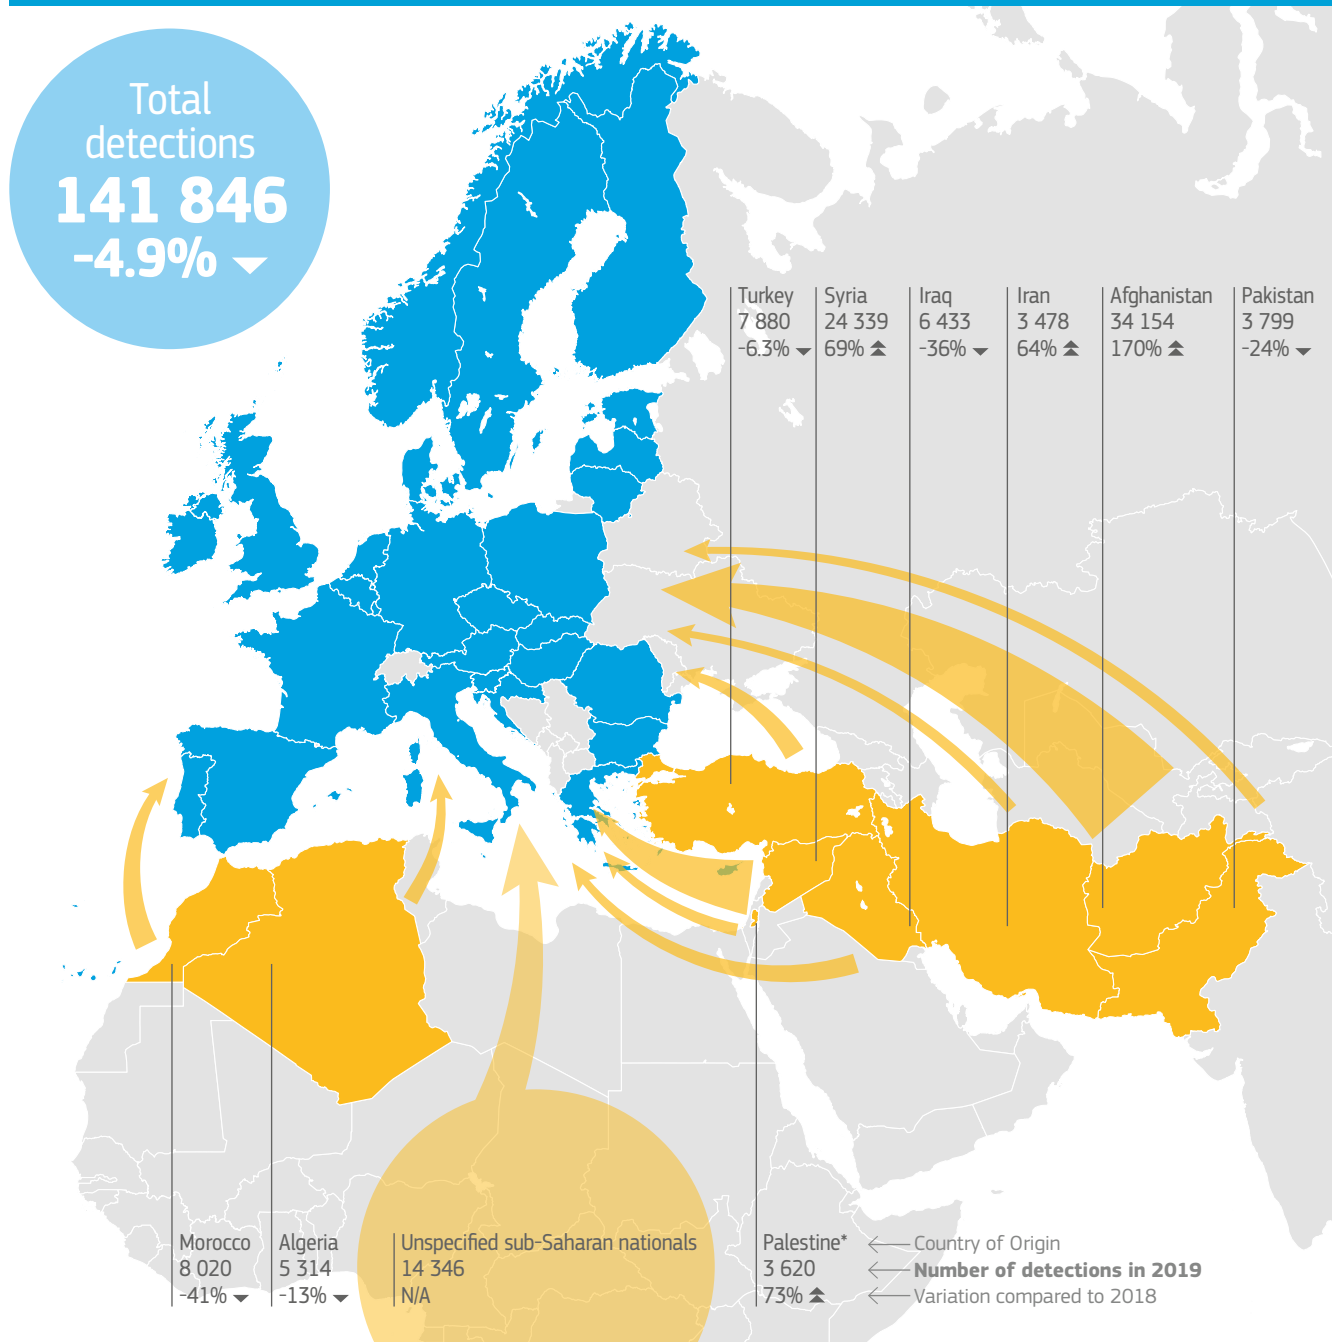 Total
detections
141 846
-4.9%
Turkey
7 880
-6.3%
Syria
24 339
69%
Iraq
6 433
-36%
Iran
3 478
64%
Afghanistan
34 154
170%
Pakistan
3 799
-24%
Morocco
8 020
-41%
Algeria
5 314
-13%
Unspecified sub-Saharan nationals
14 346
N/A
Palestine*
3 620
73%
Country of Origin
Number of detections in 2019
Variation compared to 2018